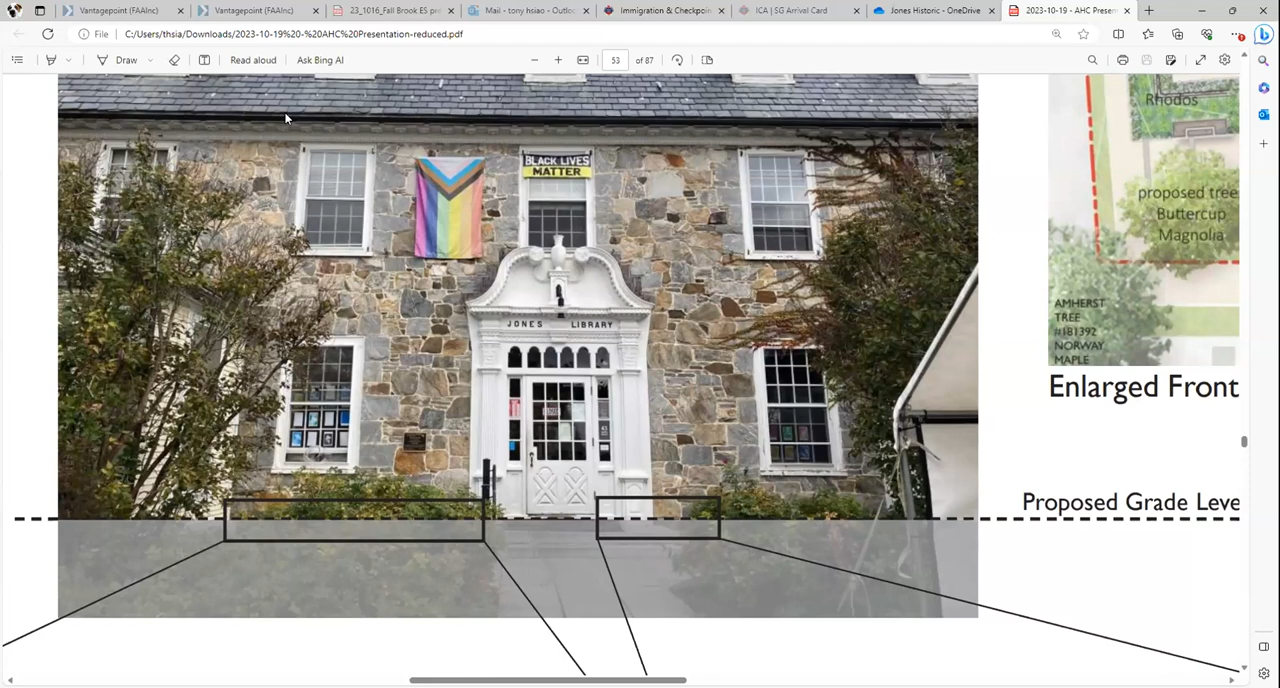 Vantagepoint (FAAInc)
Vantagepoint (FAAInc)
23_1016_Fall Brook ES pr
Mail - tony hsiao - Outloo
Immigration & Checkpoin
ICA | SG Arrival Card
Jones Historic - OneDrive
2023-10-19 - AHC Presen
File
C:/Users/thsia/Downloads/2023-10-19%20-%20AHC%20Presentation-reduced.pdf
Draw
Read aloud
Ask Bing AI
53
of 87
BLACK LIVES
MATTER
JONES LIBRARY
Rhodos
proposed tree
Buttercup
Magnolia
AMHERST
TREE
#181392
NORWAY
MAPLE
Enlarged Front
Proposed Grade Leve